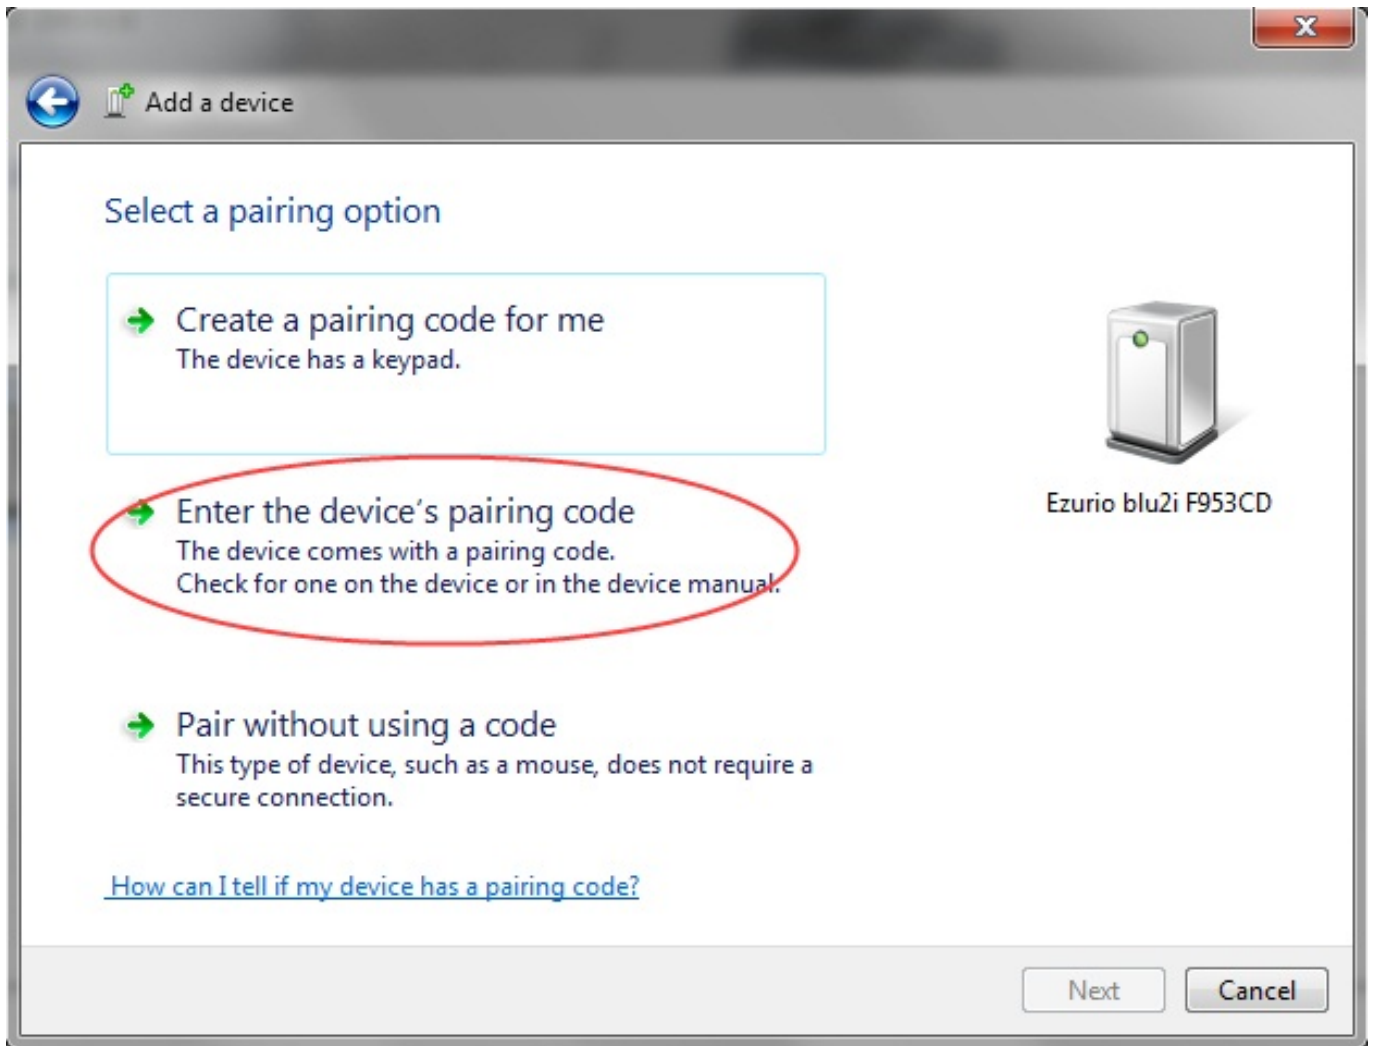 Add a device
Select a pairing option
Create a pairing code for me
The device has a keypad.
Enter the device's pairing code
The device comes with a pairing code.
Check for one on the device or in the device manual.
Ezurio blu2i F953CD
Pair without using a code
This type of device, such as a mouse, does not require a
secure connection.
How can I tell if my device has a pairing code?
Next
Cancel